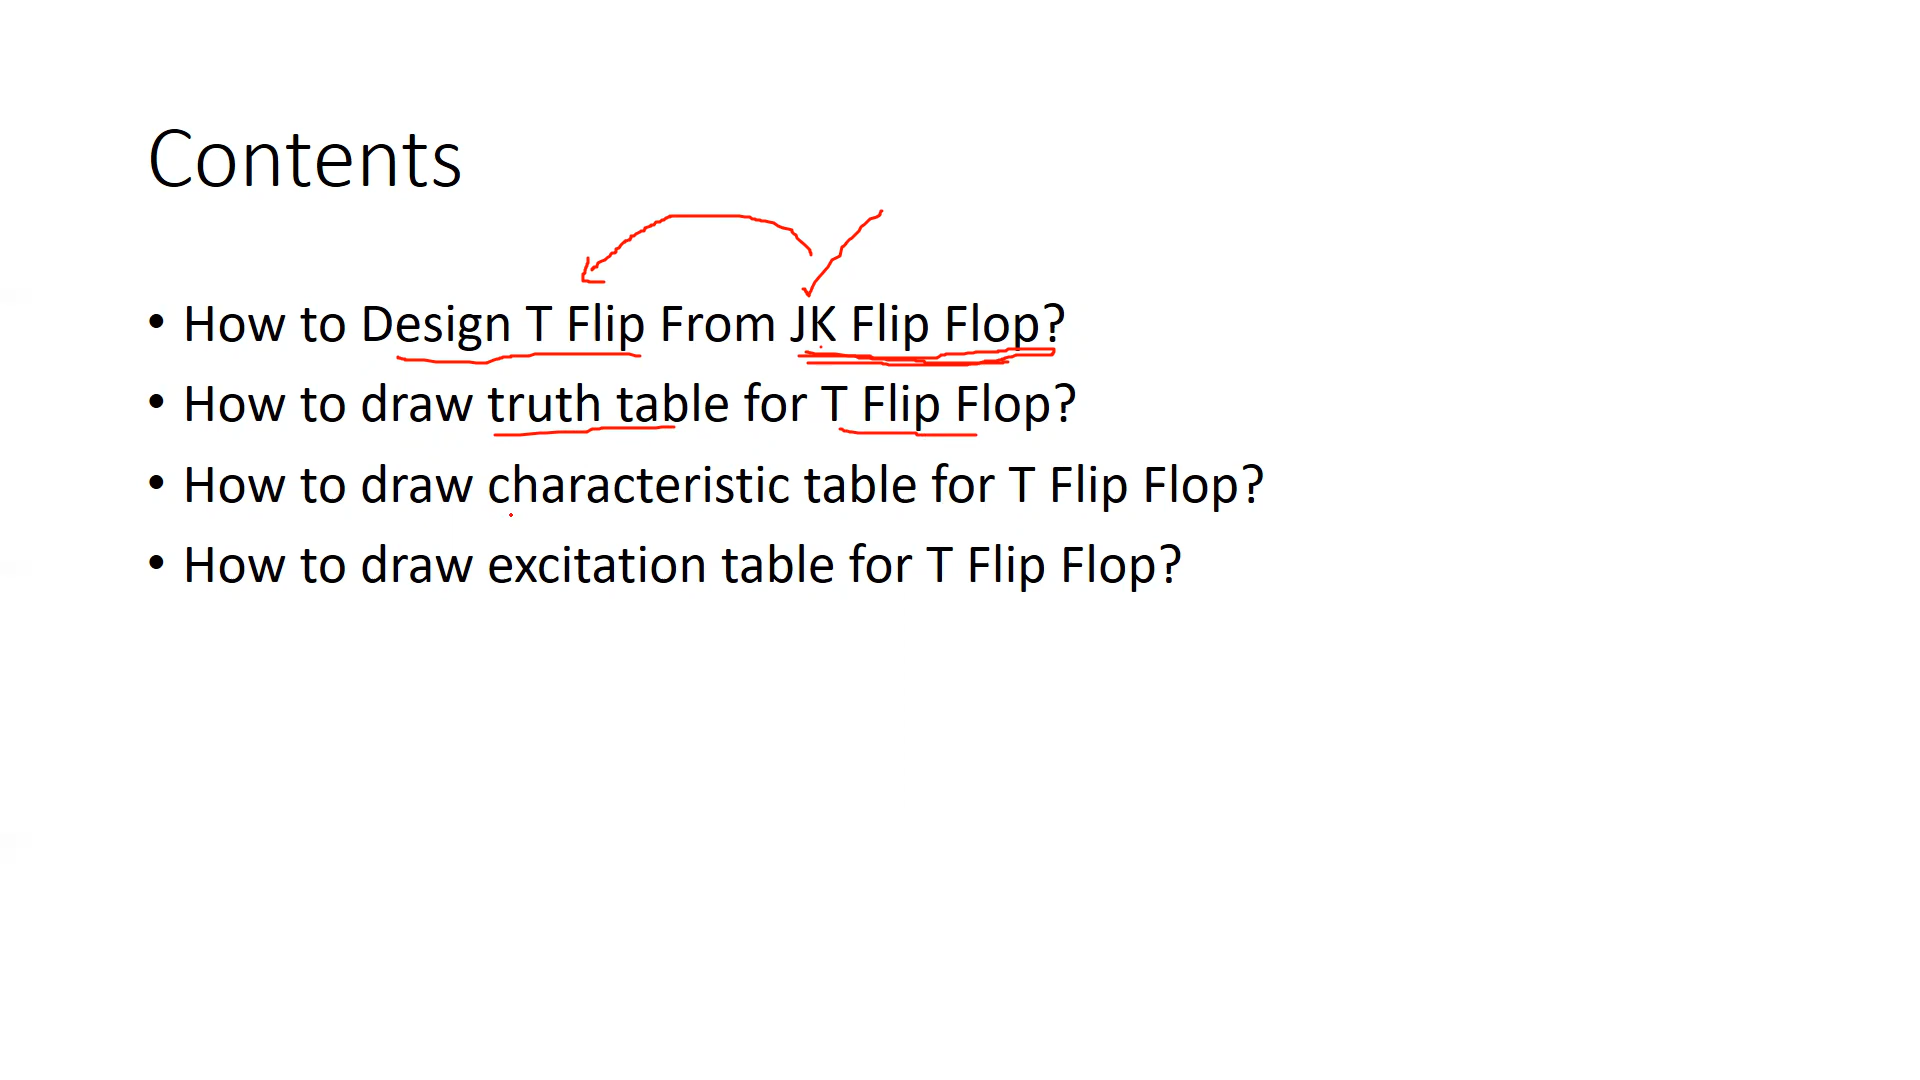 Contents
• How to Design T Flip From JK Flip Flop?
• How to draw truth table for T Flip Flop?
• How to draw characteristic table for T Flip Flop?
• How to draw excitation table for T Flip Flop?